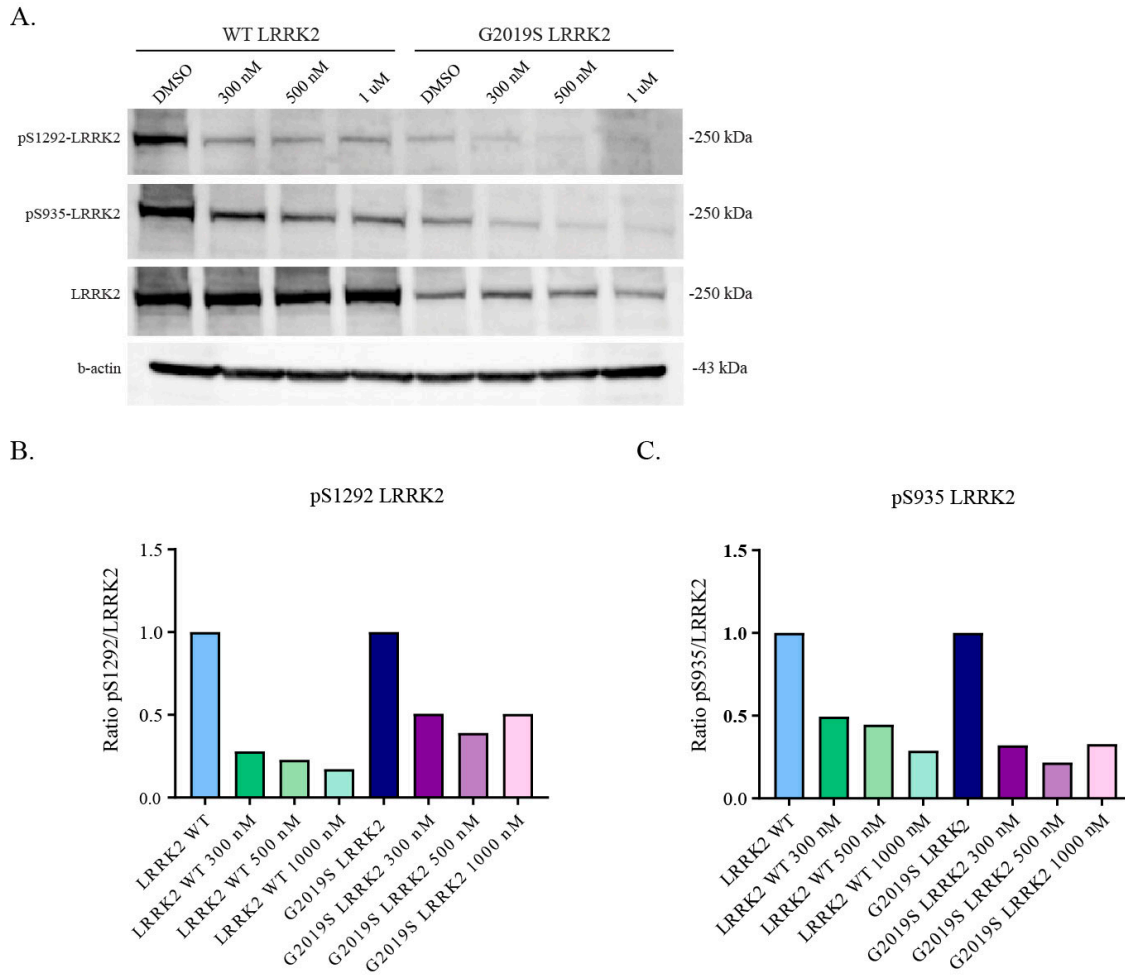 A.
WT LRRK2 G2019S LRRK2
DMSO 300 nM 500 nM 1 uM DMSO 300 nM 500 nM 1 uM
pS1292-LRRK2 -250 kDa
pS935-LRRK2 -250 kDa
LRRK2 -250 kDa
b-actin -43 kDa
B.
pS1292 LRRK2
Ratio pS1292/LRRK2
1.5
1.0
0.5
0.0
LRRK2 WT
LRRK2 WT 300 nM
LRRK2 WT 500 nM
LRRK2 WT 1000 nM
G2019S LRRK2
G2019S LRRK2 300 nM
G2019S LRRK2 500 nM
G2019S LRRK2 1000 nM
C.
pS935 LRRK2
Ratio pS935/LRRK2
1.5
1.0
0.5
0.0
LRRK2 WT
LRRK2 WT 300 nM
LRRK2 WT 500 nM
LRRK2 WT 1000 nM
G2019S LRRK2
G2019S LRRK2 300 nM
G2019S LRRK2 500 nM
G2019S LRRK2 1000 nM